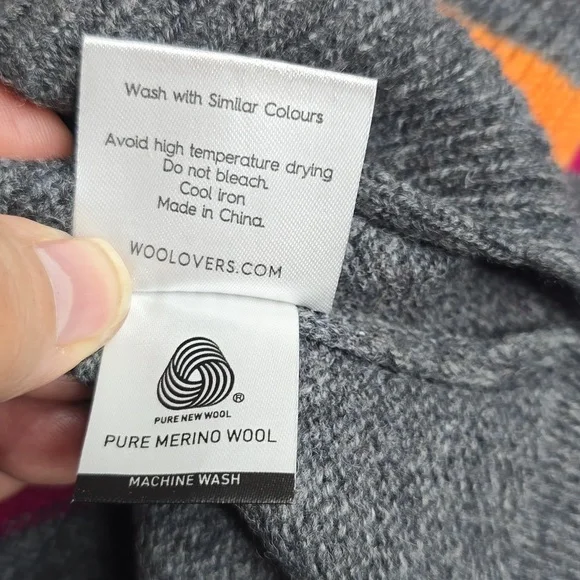 Wash with Similar Colours
Avoid high temperature drying
Do not bleach.
Cool iron
Made in China.
WOOLOVERS.COM
®
PURE NEW WOOL
PURE MERINO WOOL
MACHINE WASH